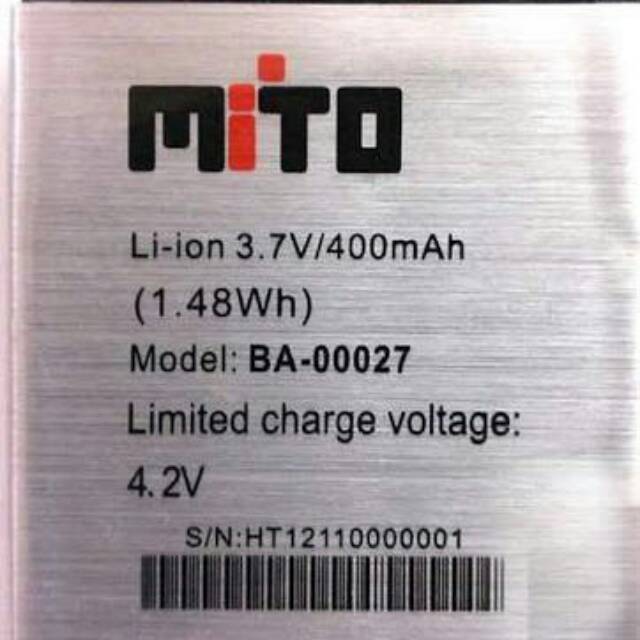 MiTO
Li-ion 3.7V/400mAh
(1.48Wh)
Model: BA-00027
Limited charge voltage:
4.2V
S/N:HT12110000001